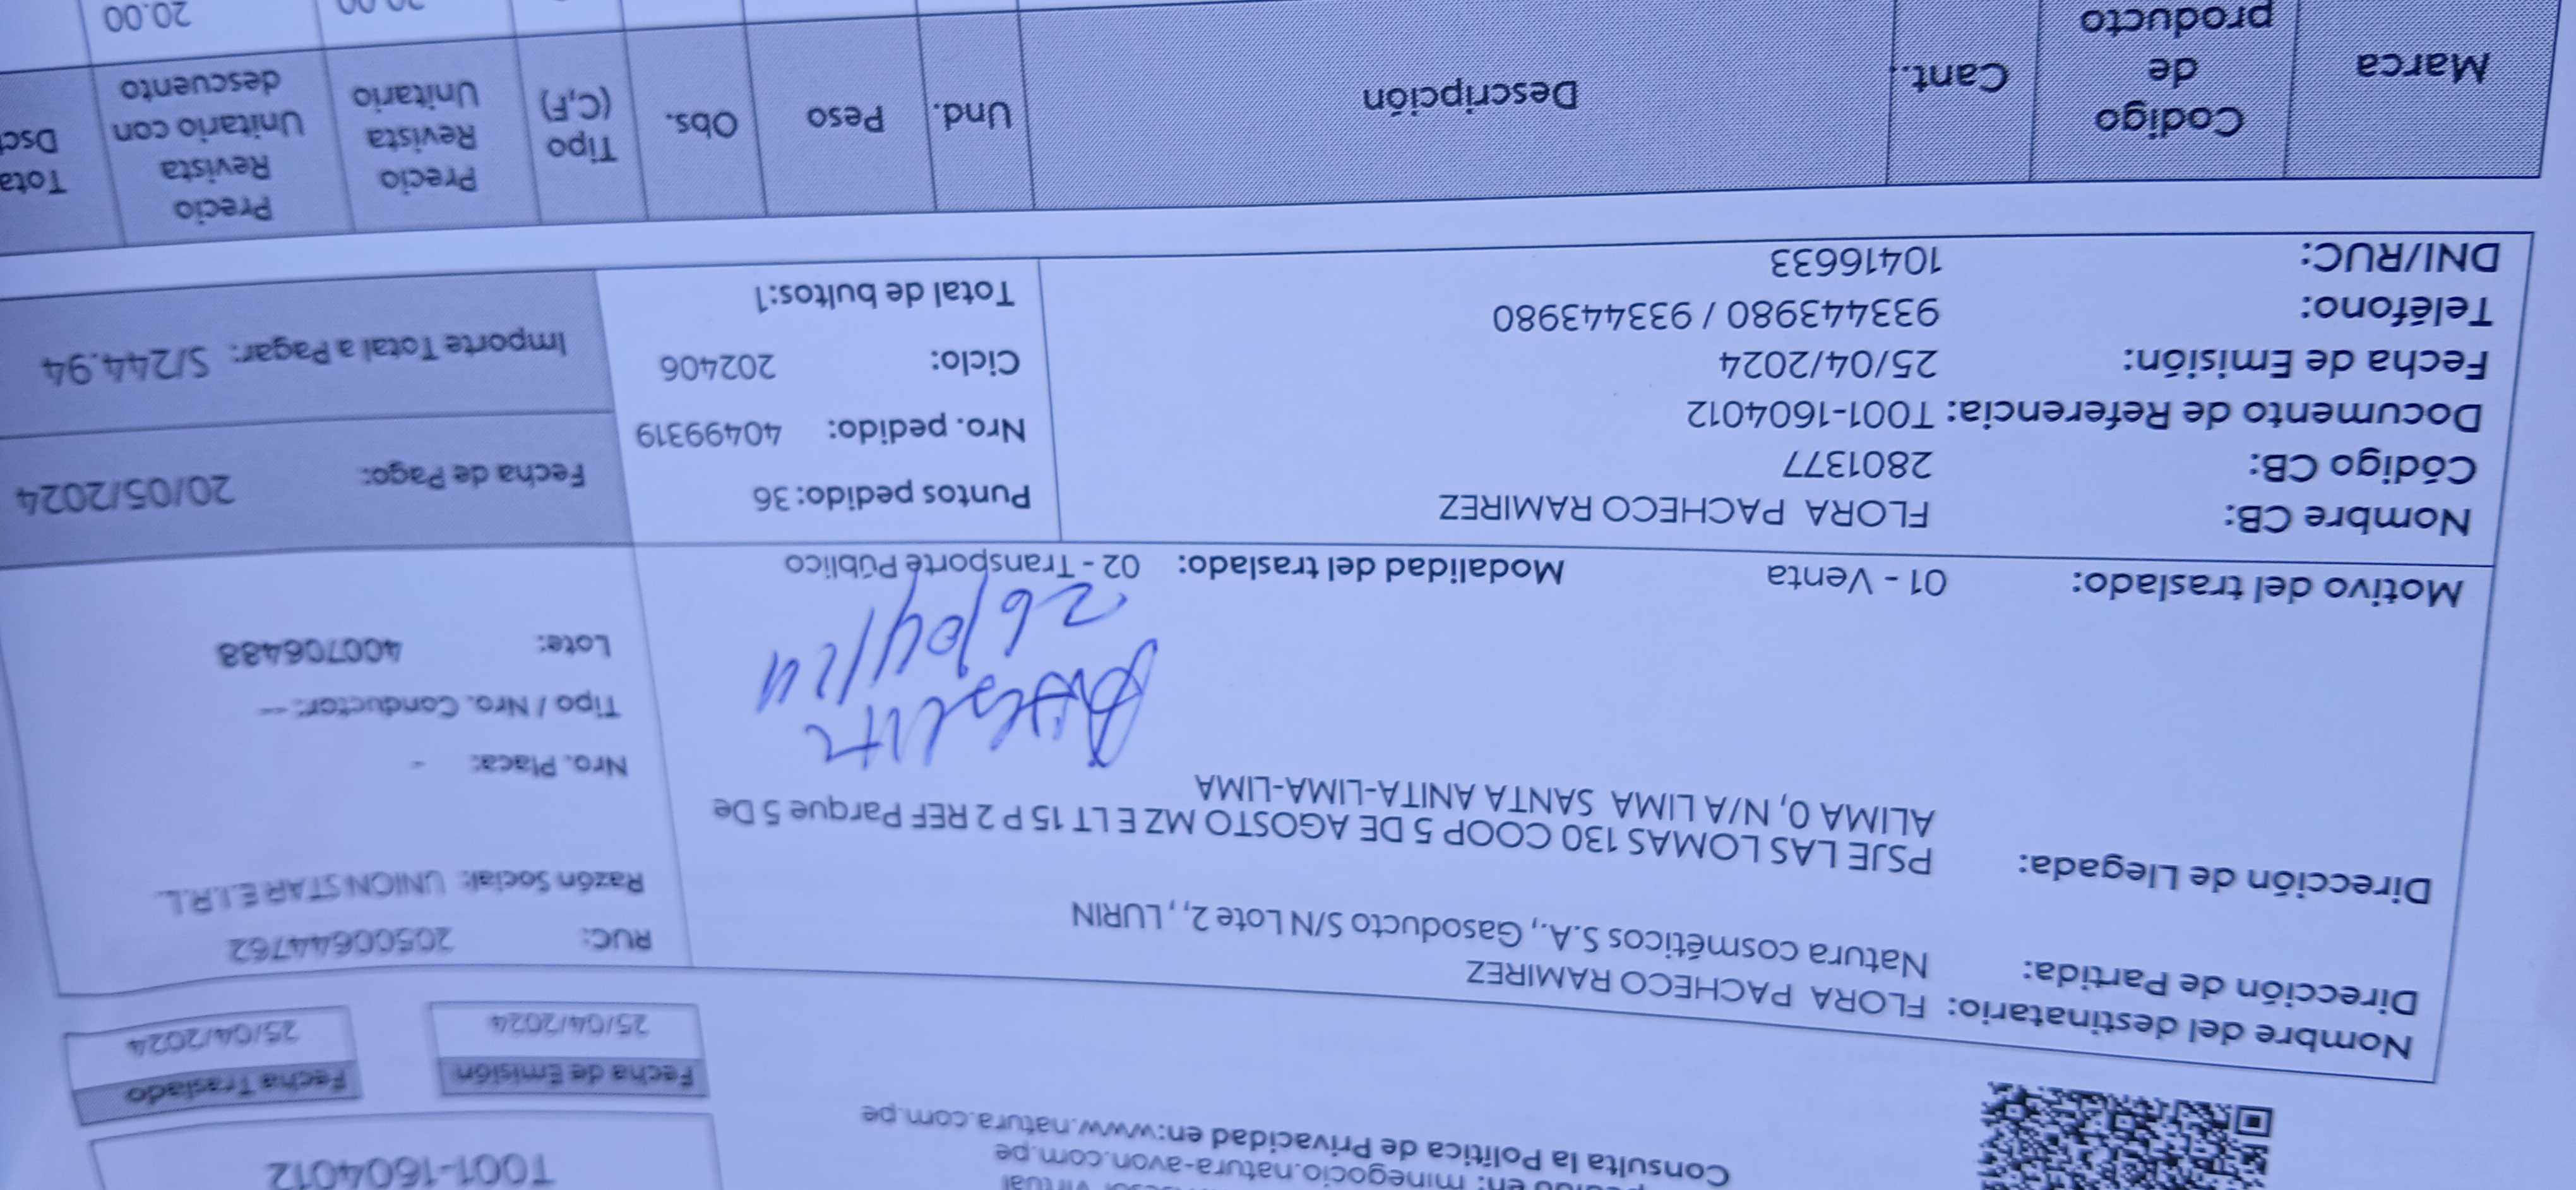 minegocio.natura-avon.com.pe
Consulta la Política de Privacidad en:www.natura.com.pe
T001-1604012
Fecha de Emisión
25/04/2024
Fecha Traslado
25/04/2024
Nombre del destinatario: FLORA PACHECO RAMIREZ
Dirección de Partida: Natura cosméticos S.A., Gasoducto S/N Lote 2, , LURIN
Dirección de Llegada: PSJE LAS LOMAS 130 COOP 5 DE AGOSTO MZ E LT 15 P 2 REF Parque 5 De
ALIMA 0, N/A LIMA SANTA ANITA-LIMA-LIMA
RUC: 20500644762
Razón Social: UNION STAR E.I.R.L.
Nro. Placa: -
Tipo / Nro. Conductor: --
Lote: 400706488
26/04/24
Motivo del traslado: 01 - Venta Modalidad del traslado: 02 - Transporte Público
Nombre CB: FLORA PACHECO RAMIREZ
Código CB: 2801377
Documento de Referencia: T001-1604012
Fecha de Emisión: 25/04/2024
Teléfono: 933443980 / 933443980
DNI/RUC: 10416633
Puntos pedido: 36
Nro. pedido: 40499319
Ciclo: 202406
Total de bultos:1
Fecha de Pago: 20/05/2024
Importe Total a Pagar: S/244.94
Marca
Codigo
de
producto
Cant.
Descripción
Und.
Peso
Obs.
Tipo
(C,F)
Precio
Revista
Unitario
Precio
Revista
Unitario con
descuento
20.00